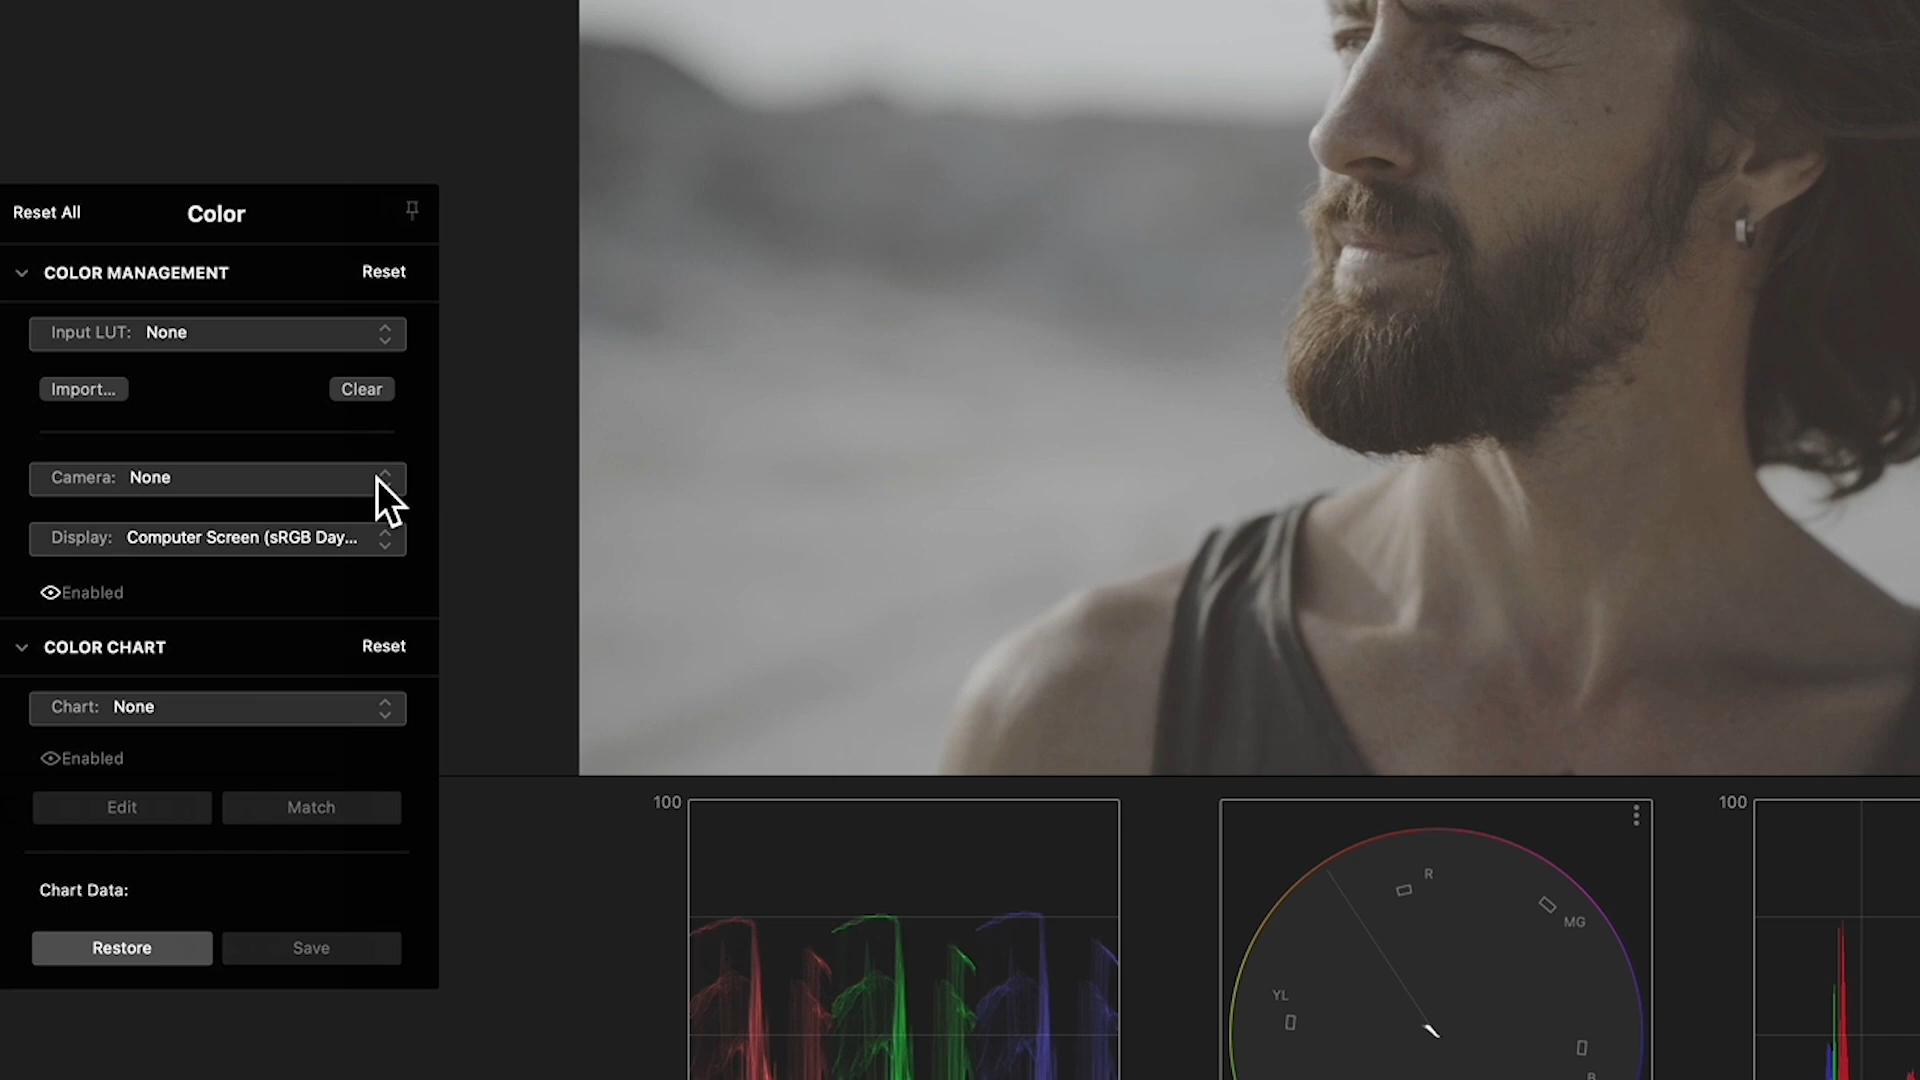 Reset All
Color
COLOR MANAGEMENT
Reset
Input LUT: None
Import...
Clear
Camera: None
Display: Computer Screen (sRGB Day...
Enabled
COLOR CHART
Reset
Chart: None
Enabled
Edit
Match
Chart Data:
Restore
Save
100
R
MG
YL
B
100